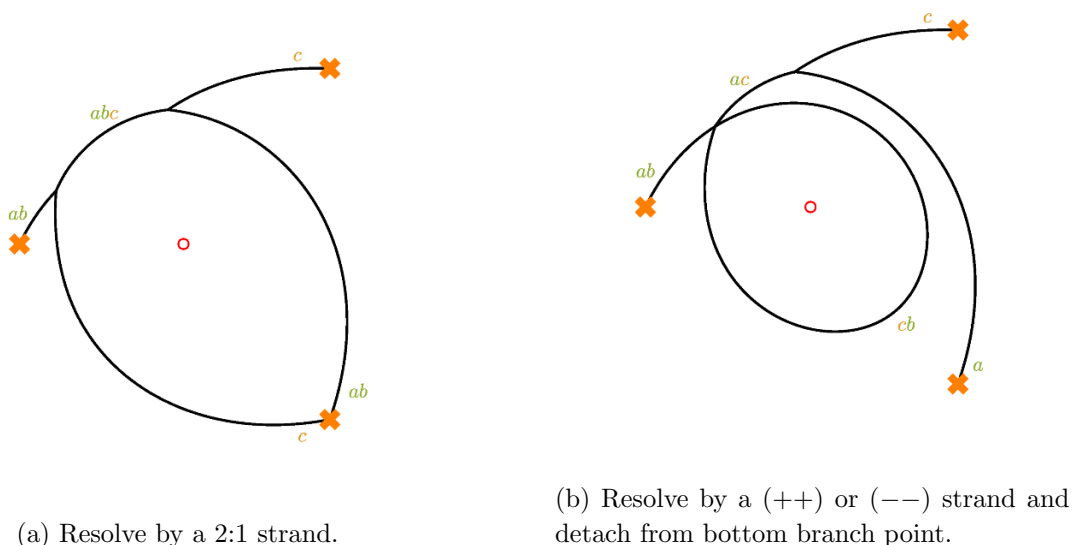 c
c
abc
ac
ab
ab
cb
a
ab
c
(a) Resolve by a 2:1 strand.
(b) Resolve by a (++) or (−−) strand and
detach from bottom branch point.